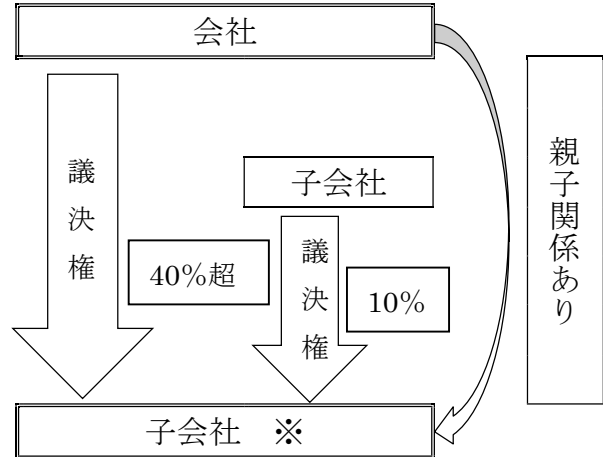 会社
議決権
40%超
子会社
議決権
10%
親子関係あり
子会社　※